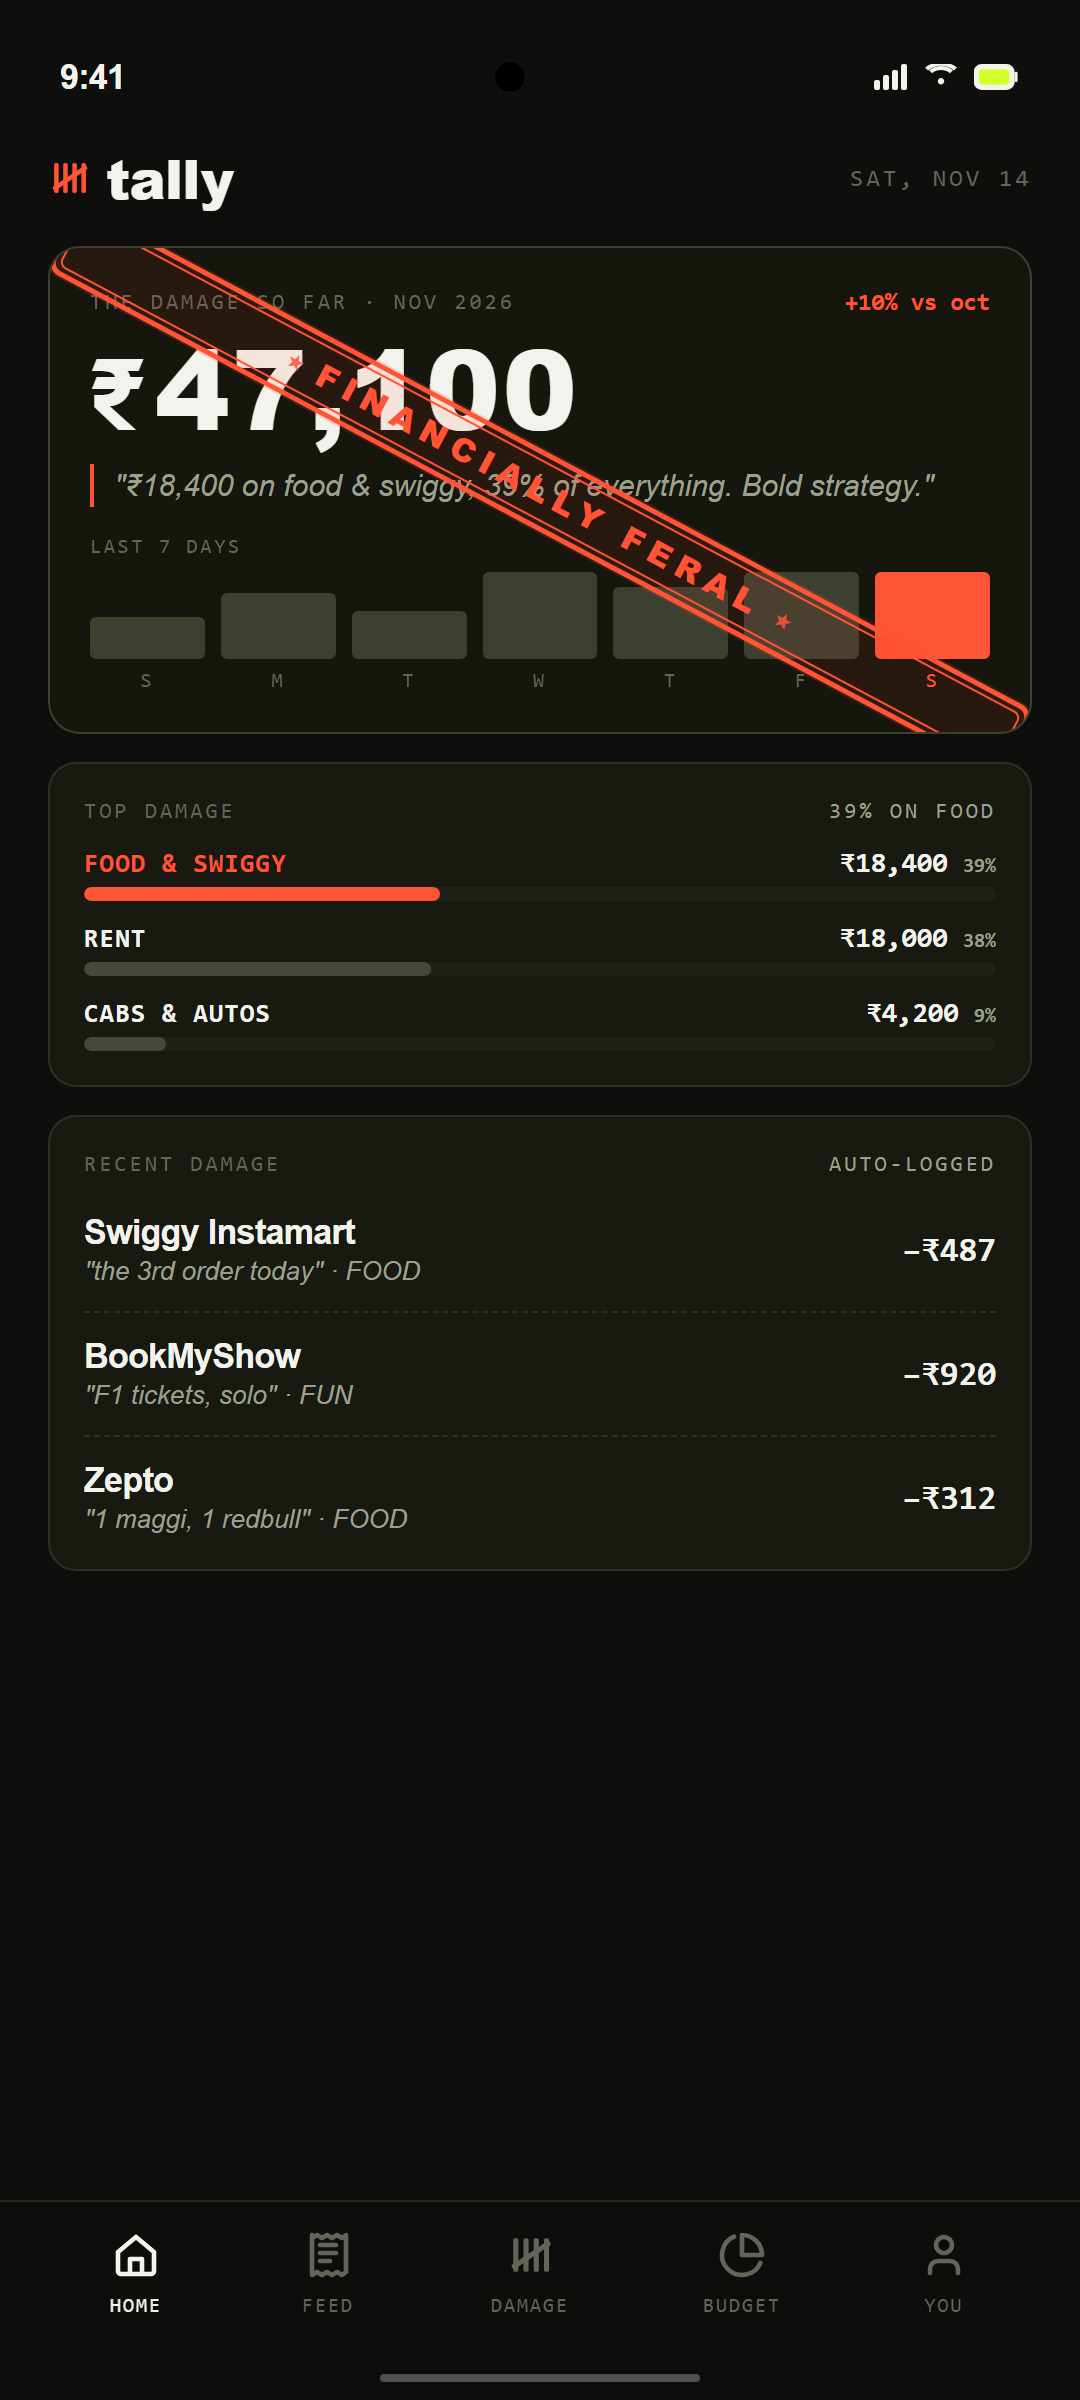 9:41
tally
SAT, NOV 14
THE DAMAGE SO FAR · NOV 2026
+10% vs oct
₹47,100
★ FINANCIALLY FERAL ★
"₹18,400 on food & swiggy, 39% of everything. Bold strategy."
LAST 7 DAYS
S M T W T F S
TOP DAMAGE
39% ON FOOD
FOOD & SWIGGY
₹18,400 39%
RENT
₹18,000 38%
CABS & AUTOS
₹4,200 9%
RECENT DAMAGE
AUTO-LOGGED
Swiggy Instamart
"the 3rd order today" · FOOD
–₹487
BookMyShow
"F1 tickets, solo" · FUN
–₹920
Zepto
"1 maggi, 1 redbull" · FOOD
–₹312
HOME FEED DAMAGE BUDGET YOU